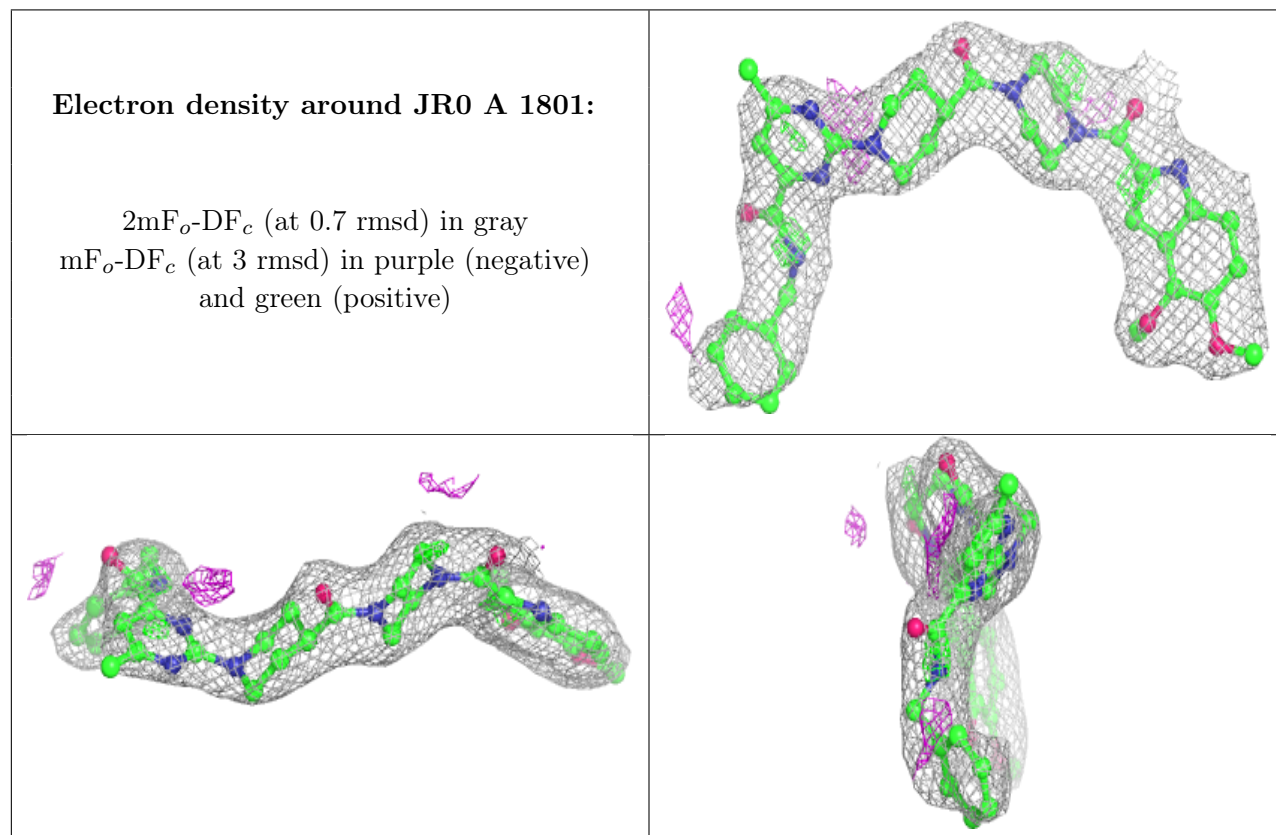 Electron density around JR0 A 1801:
2mFo-DFc (at 0.7 rmsd) in gray
mFo-DFc (at 3 rmsd) in purple (negative)
and green (positive)